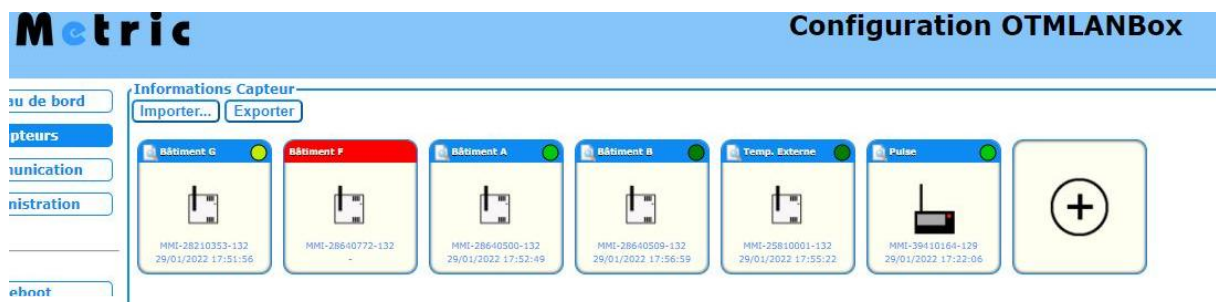 Metric
Configuration OTMLANBox
au de bord
pteurs
munication
nistration
eboot
Informations Capteur
Importer... Exporter
Bâtiment G
MMI-28210353-132
29/01/2022 17:51:56
Bâtiment F
MMI-28640772-132
-
Bâtiment A
MMI-28640500-132
29/01/2022 17:52:49
Bâtiment B
MMI-28640509-132
29/01/2022 17:56:59
Temp. Externe
MMI-25810001-132
29/01/2022 17:55:22
Pulse
MMI-39410164-129
29/01/2022 17:22:06